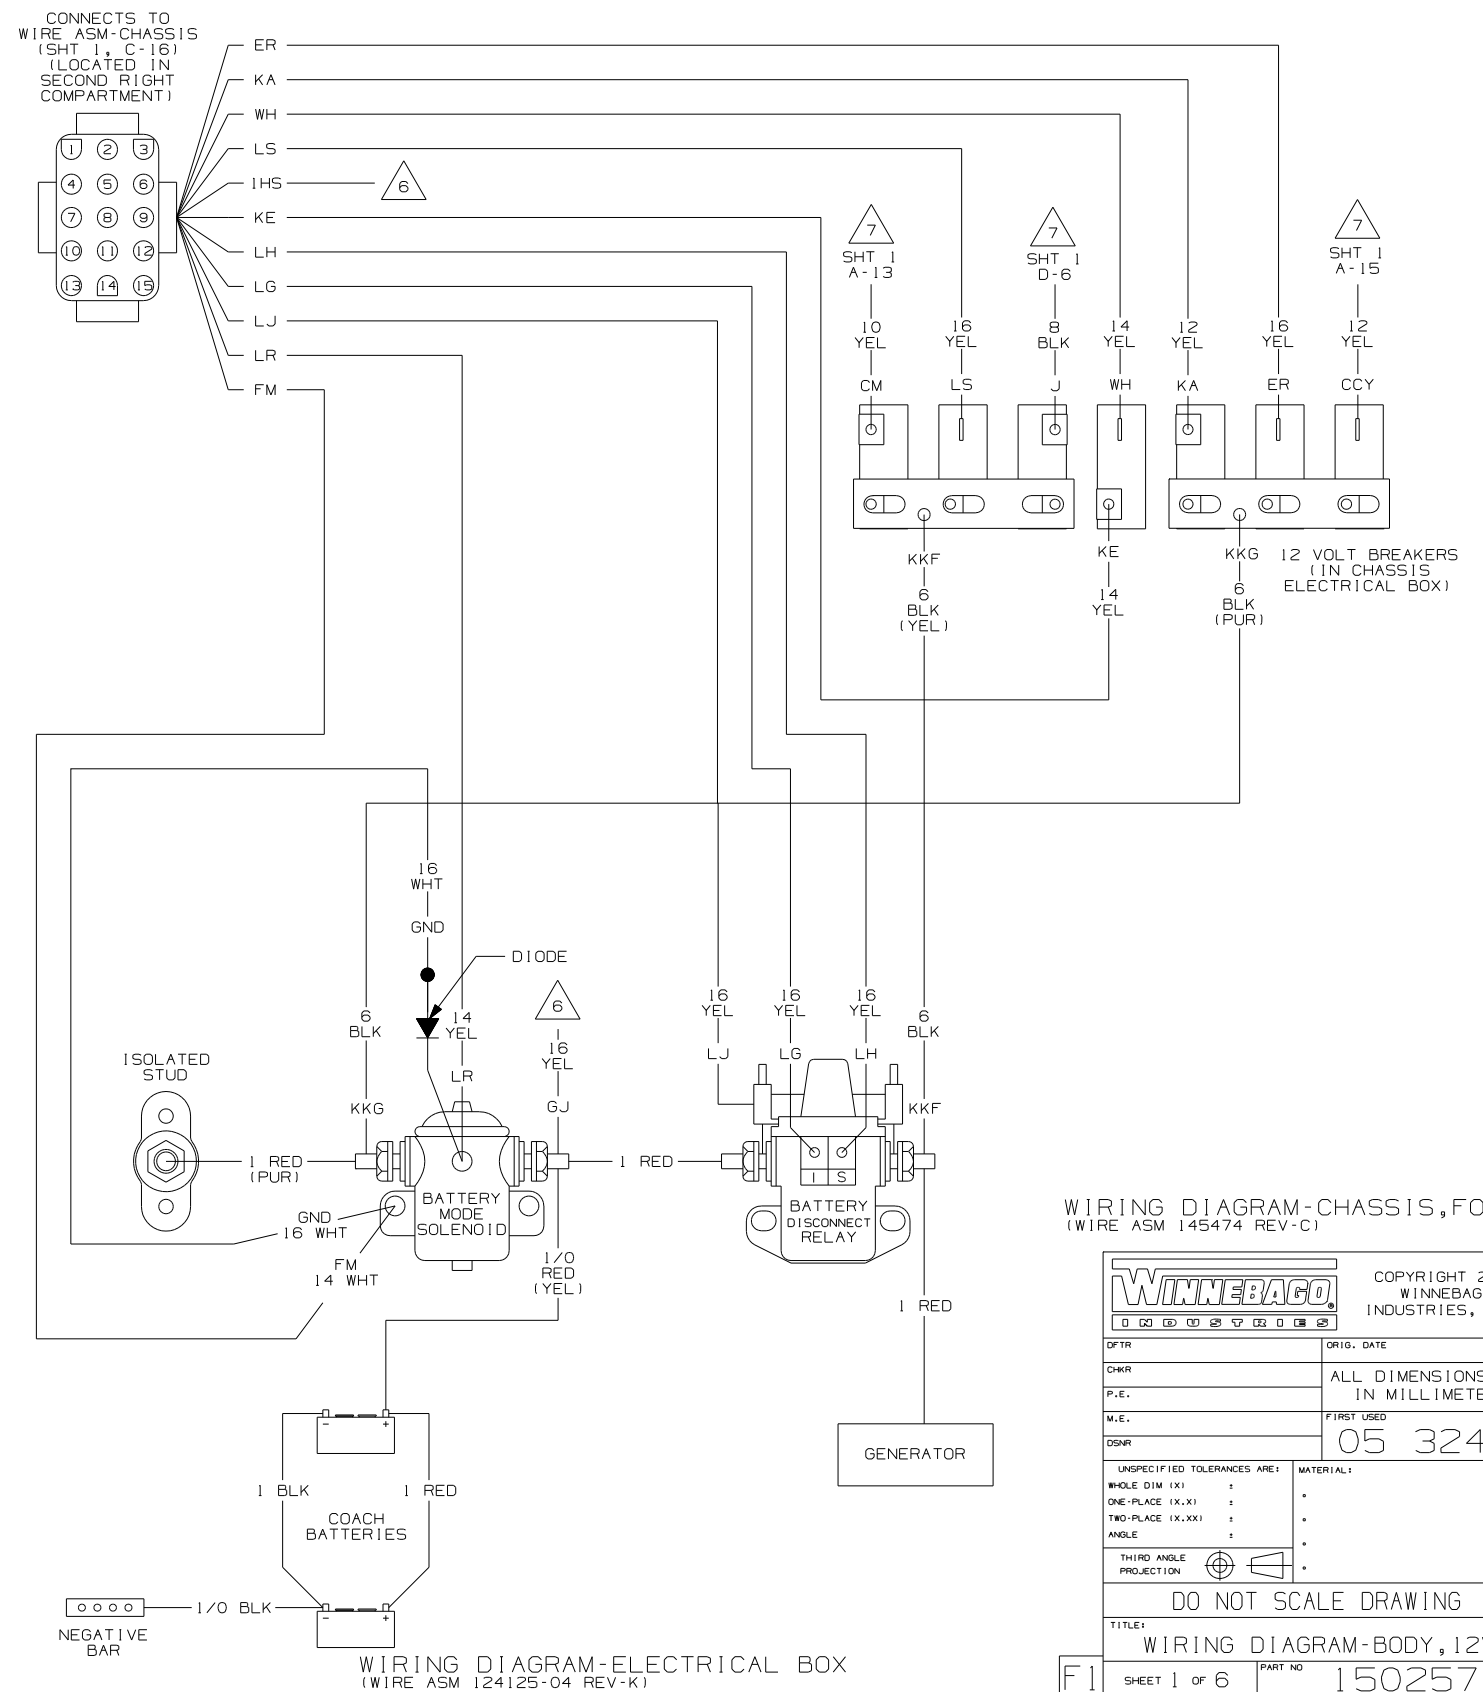 CONNECTS TO
WIRE ASM-CHASSIS
(SHT 1, C-16)
(LOCATED IN
SECOND RIGHT
COMPARTMENT)
1 2 3
4 5 6
7 8 9
10 11 12
13 14 15
ER
KA
WH
LS
1HS
6
KE
LH
LG
LJ
LR
FM
7
SHT 1
A-13
7
SHT 1
D-6
7
SHT 1
A-15
10
YEL
16
YEL
8
BLK
14
YEL
12
YEL
16
YEL
12
YEL
CM
LS
J
WH
KA
ER
CCY
KKF
6
BLK
(YEL)
KE
14
YEL
KKG
6
BLK
(PUR)
12 VOLT BREAKERS
(IN CHASSIS
ELECTRICAL BOX)
16
WHT
GND
DIODE
6
6
BLK
14
YEL
16
YEL
16
YEL
16
YEL
16
YEL
6
BLK
LJ
LG
LH
LR
KKG
GJ
KKF
ISOLATED
STUD
1 RED
(PUR)
1 RED
I S
BATTERY
MODE
SOLENOID
BATTERY
DISCONNECT
RELAY
GND
16 WHT
FM
14 WHT
1/0
RED
(YEL)
1 RED
GENERATOR
- +
1 BLK
1 RED
COACH
BATTERIES
- +
1/0 BLK
NEGATIVE
BAR
WIRING DIAGRAM-ELECTRICAL BOX
(WIRE ASM 124125-04 REV-K)
WIRING DIAGRAM-CHASSIS,FO
(WIRE ASM 145474 REV-C)
WINNEBAGO®
INDUSTRIES
COPYRIGHT 2
WINNEBAG
INDUSTRIES,
DFTR
ORIG. DATE
CHKR
ALL DIMENSIONS
IN MILLIMETE
P.E.
M.E.
FIRST USED
05 324
DSNR
UNSPECIFIED TOLERANCES ARE:
MATERIAL:
WHOLE DIM (X) ±
ONE-PLACE (X.X) ±
TWO-PLACE (X.XX) ±
ANGLE ±
THIRD ANGLE
PROJECTION
DO NOT SCALE DRAWING
TITLE:
WIRING DIAGRAM-BODY,12
F1
SHEET 1 OF 6
PART NO
150257